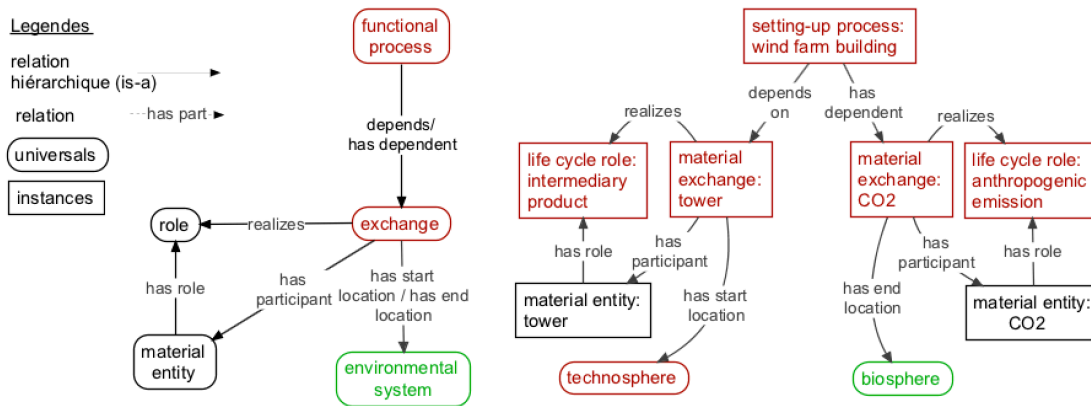 Legendes
relation
hiérarchique (is-a)
relation
has part
universals
instances
functional
process
depends/
has dependent
role
realizes
exchange
has role
has
participant
has start
location / has end
location
material
entity
environmental
system
setting-up process:
wind farm building
depends
on
has
dependent
realizes
realizes
life cycle role:
intermediary
product
material
exchange:
tower
material
exchange:
CO2
life cycle role:
anthropogenic
emission
has role
has
participant
has
participant
has role
material entity:
tower
has start
location
has end
location
material entity:
CO2
technosphere
biosphere